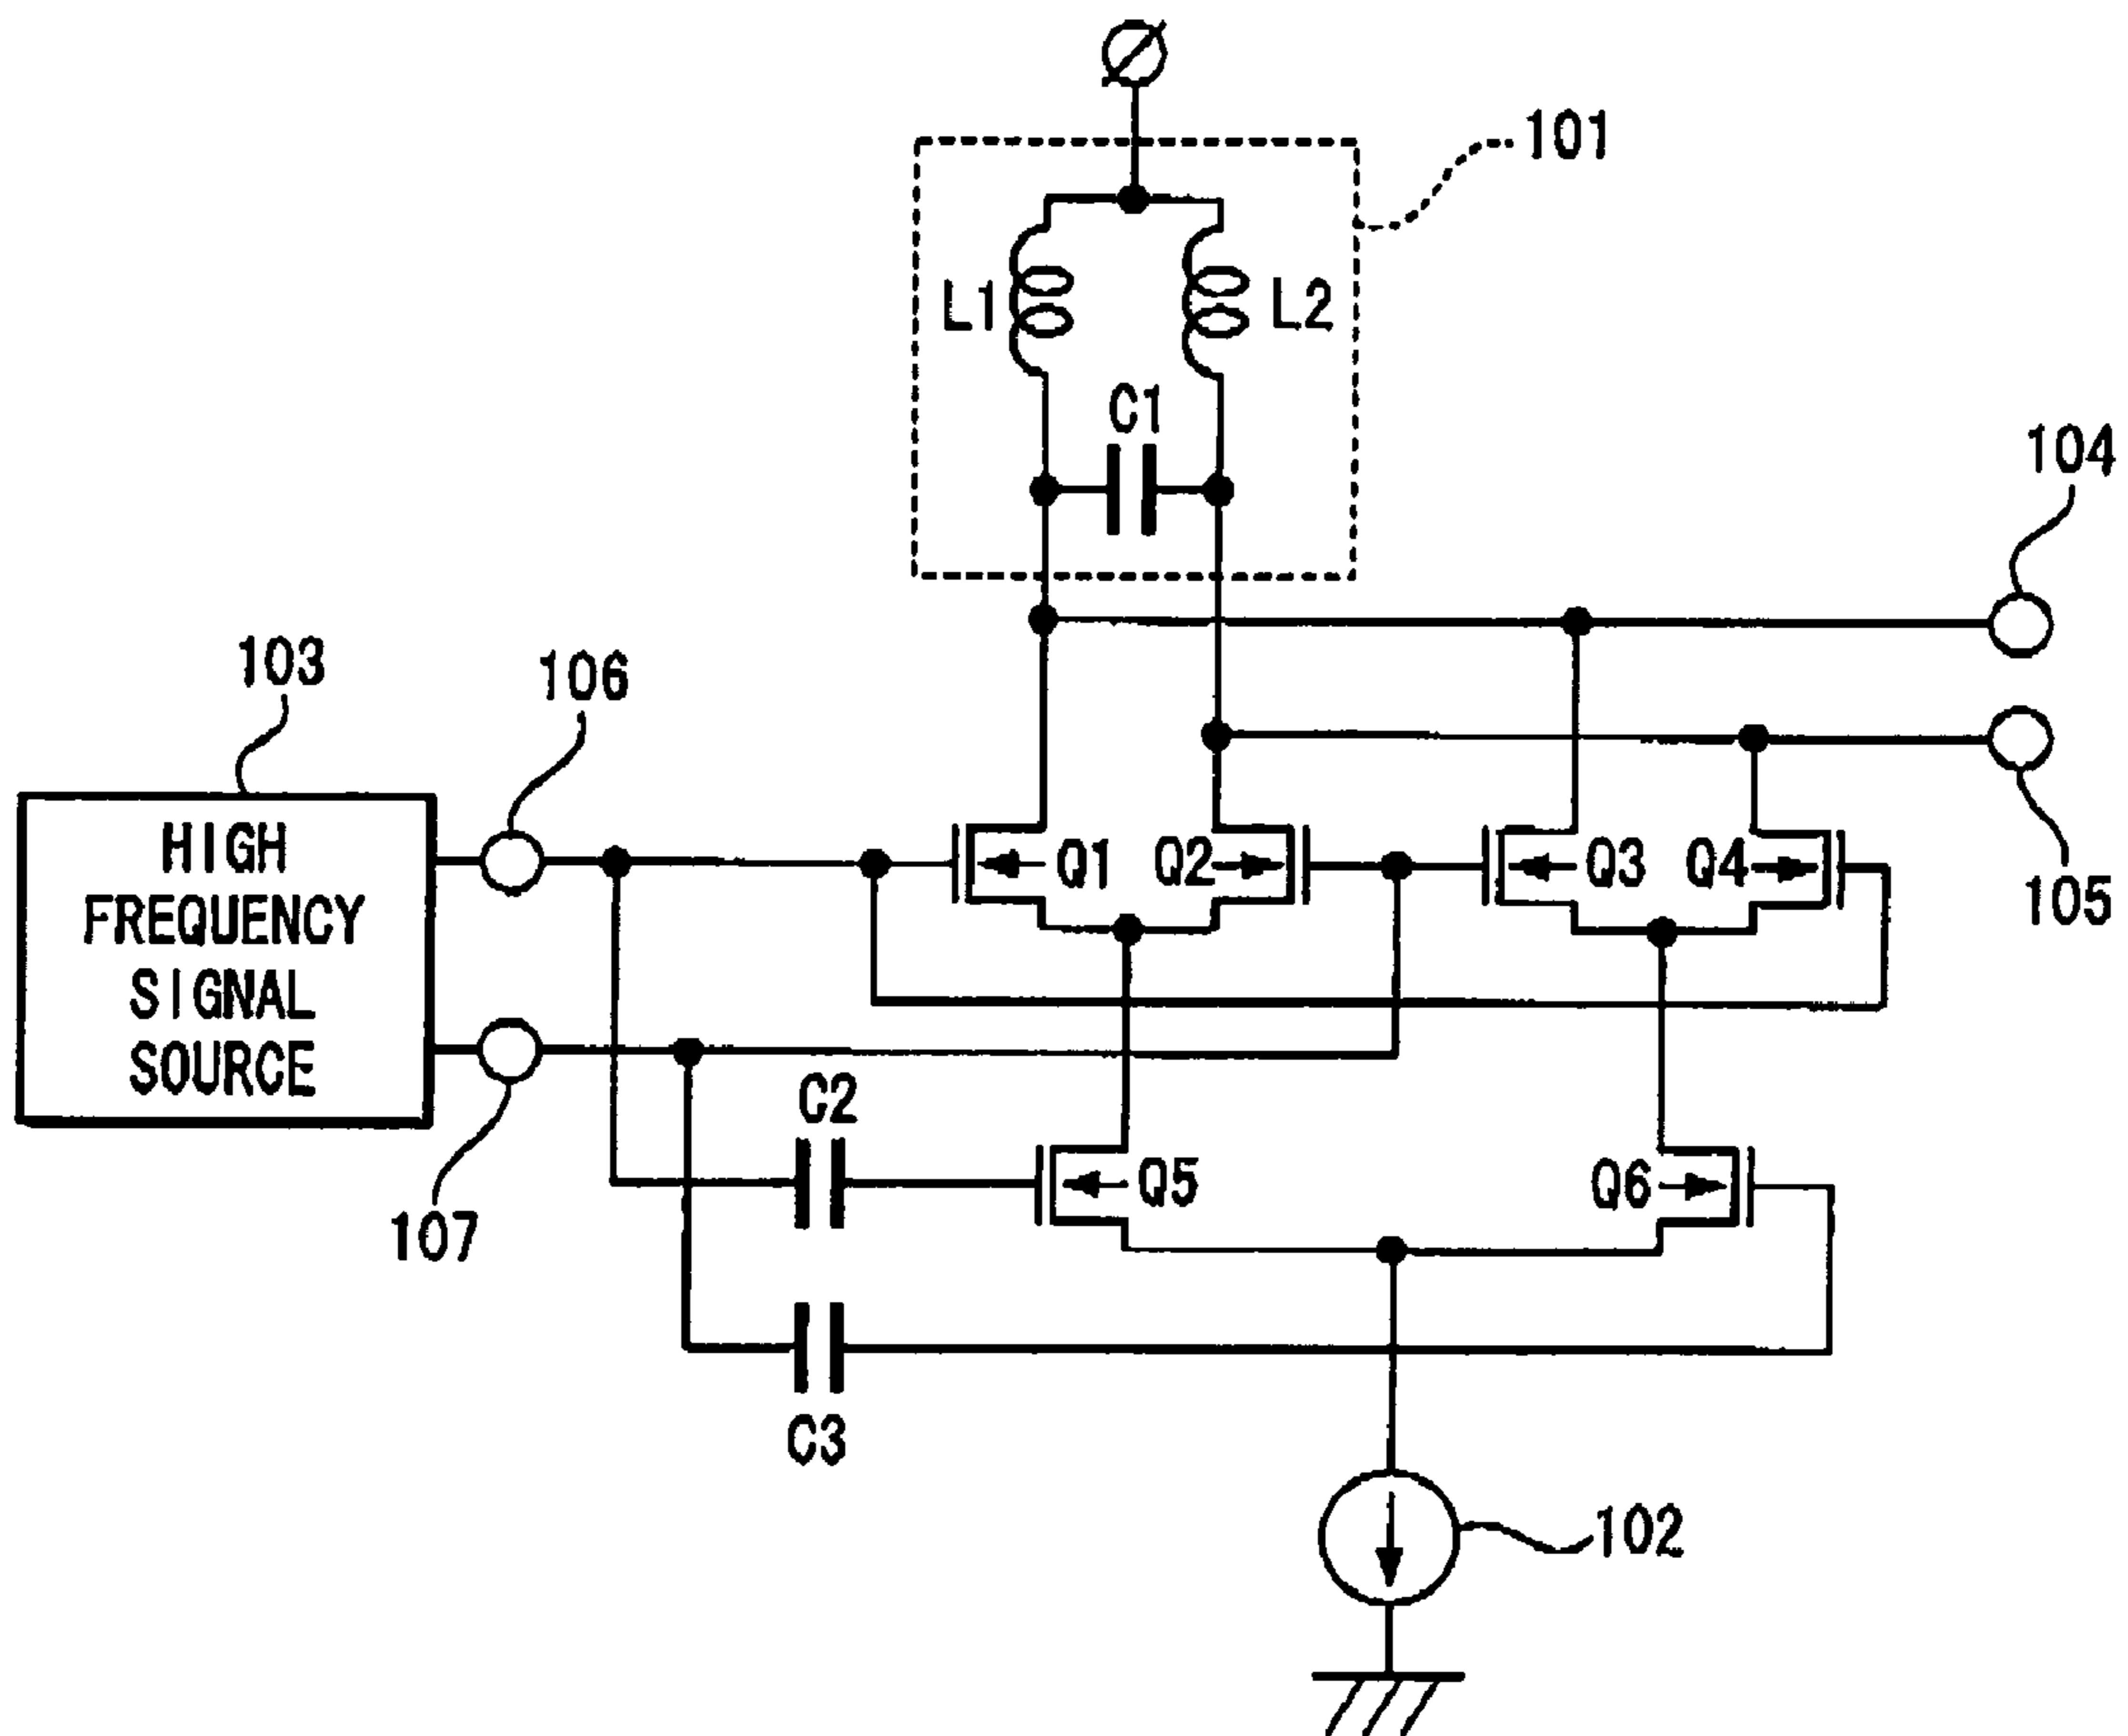 101
L1
L2
C1
104
103
106
HIGH
FREQUENCY
SIGNAL
SOURCE
Q1
Q2
Q3
Q4
105
C2
Q5
Q6
107
C3
102